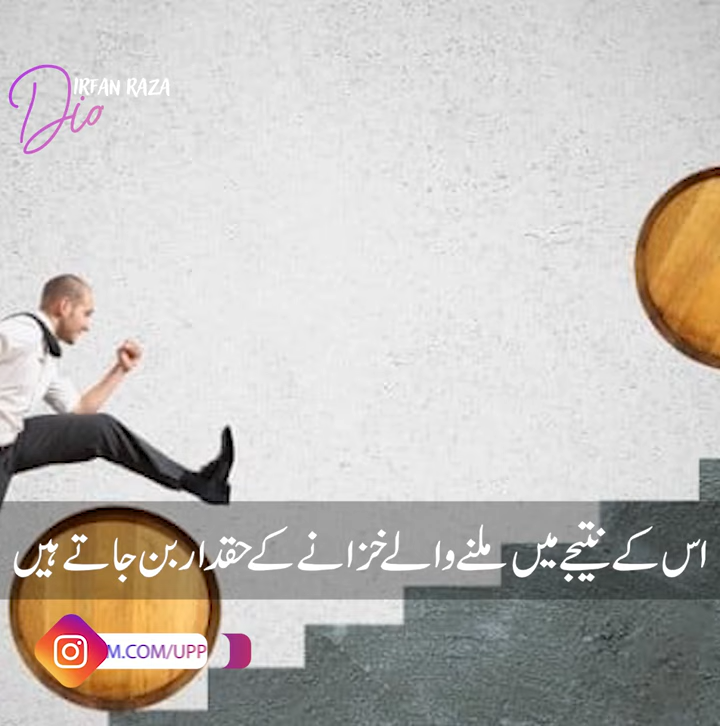 IRFAN RAZA
Dio
اس کے نتیجے میں ملنے والے خزانے کے حقدار بن جاتے ہیں
M.COM/UPP